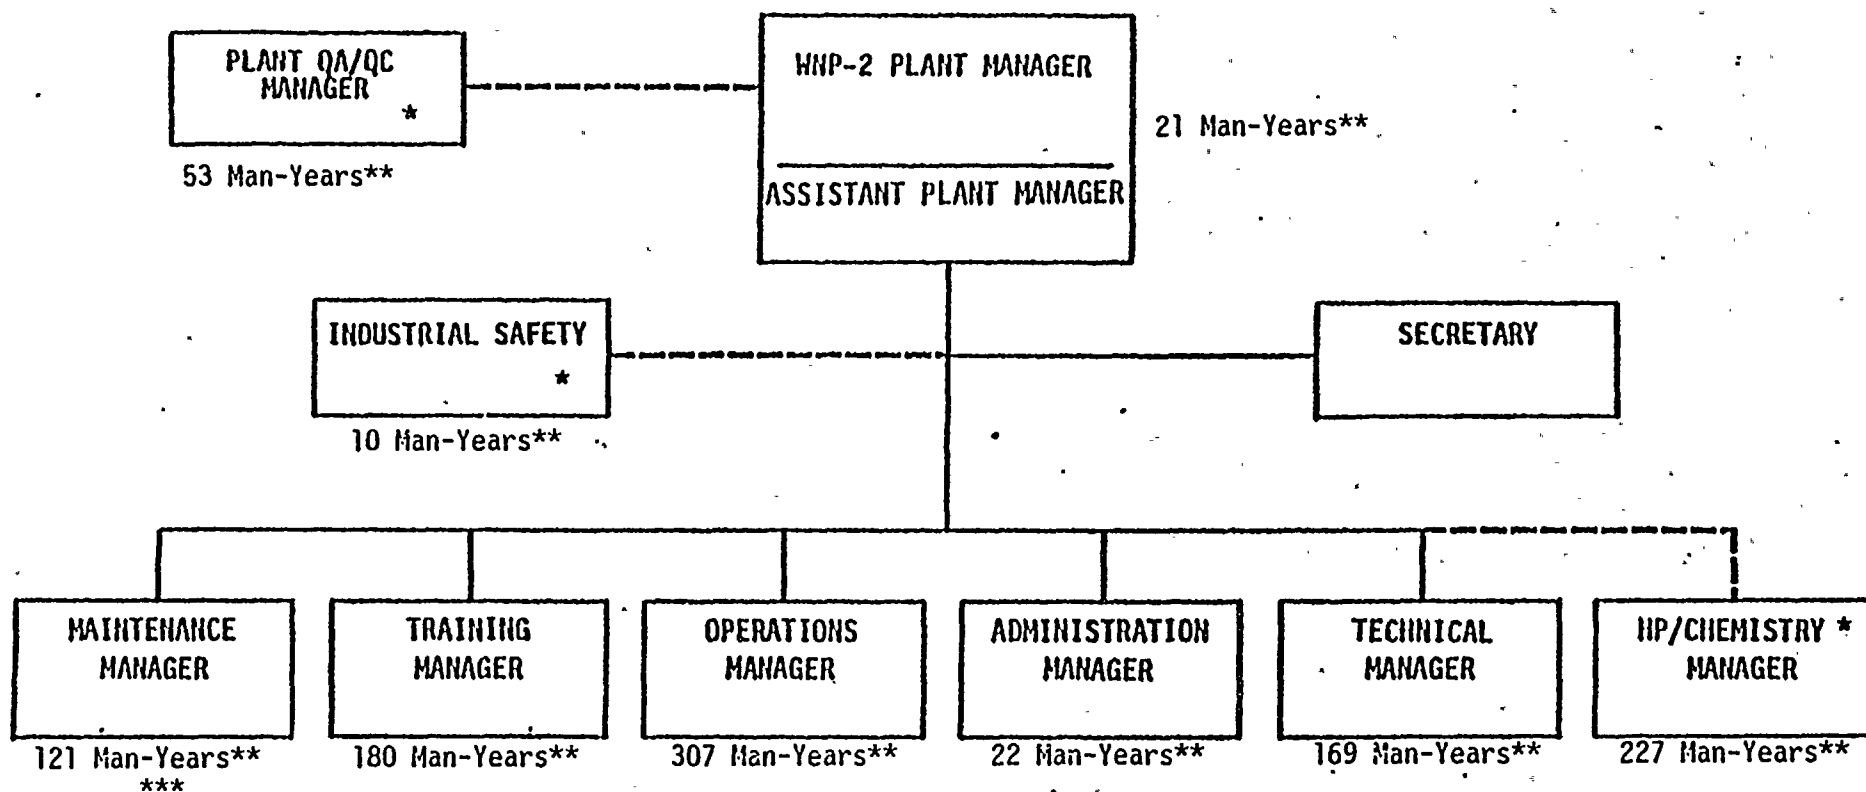 PLANT QA/QC
MANAGER
*
53 Man-Years**
WNP-2 PLANT MANAGER
ASSISTANT PLANT MANAGER
21 Man-Years**
INDUSTRIAL SAFETY
*
10 Man-Years**
SECRETARY
MAINTENANCE
MANAGER
121 Man-Years**
***
TRAINING
MANAGER
180 Man-Years**
OPERATIONS
MANAGER
307 Man-Years**
ADMINISTRATION
MANAGER
22 Man-Years**
TECHNICAL
MANAGER
169 Man-Years**
HP/CHEMISTRY *
MANAGER
227 Man-Years**